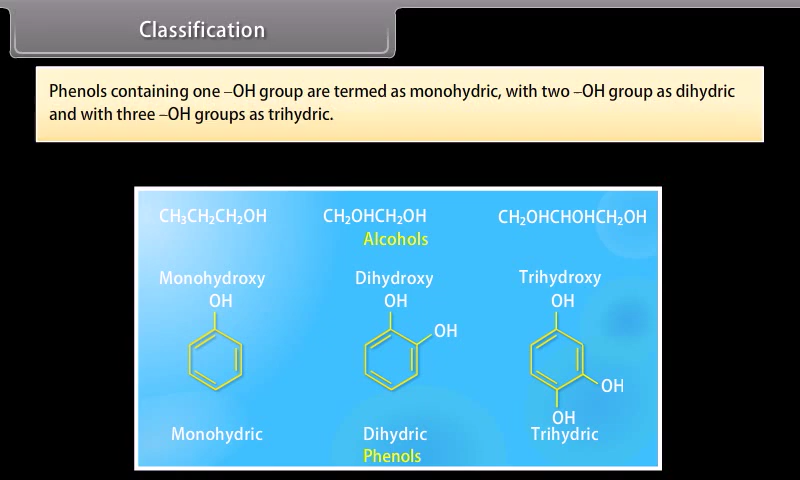 Classification
Phenols containing one –OH group are termed as monohydric, with two –OH group as dihydric
and with three –OH groups as trihydric.
CH₃CH₂CH₂OH CH₂OHCH₂OH CH₂OHCHOHCH₂OH
Alcohols
Monohydroxy Dihydroxy Trihydroxy
OH OH OH
OH
OH
OH
Monohydric Dihydric Trihydric
Phenols